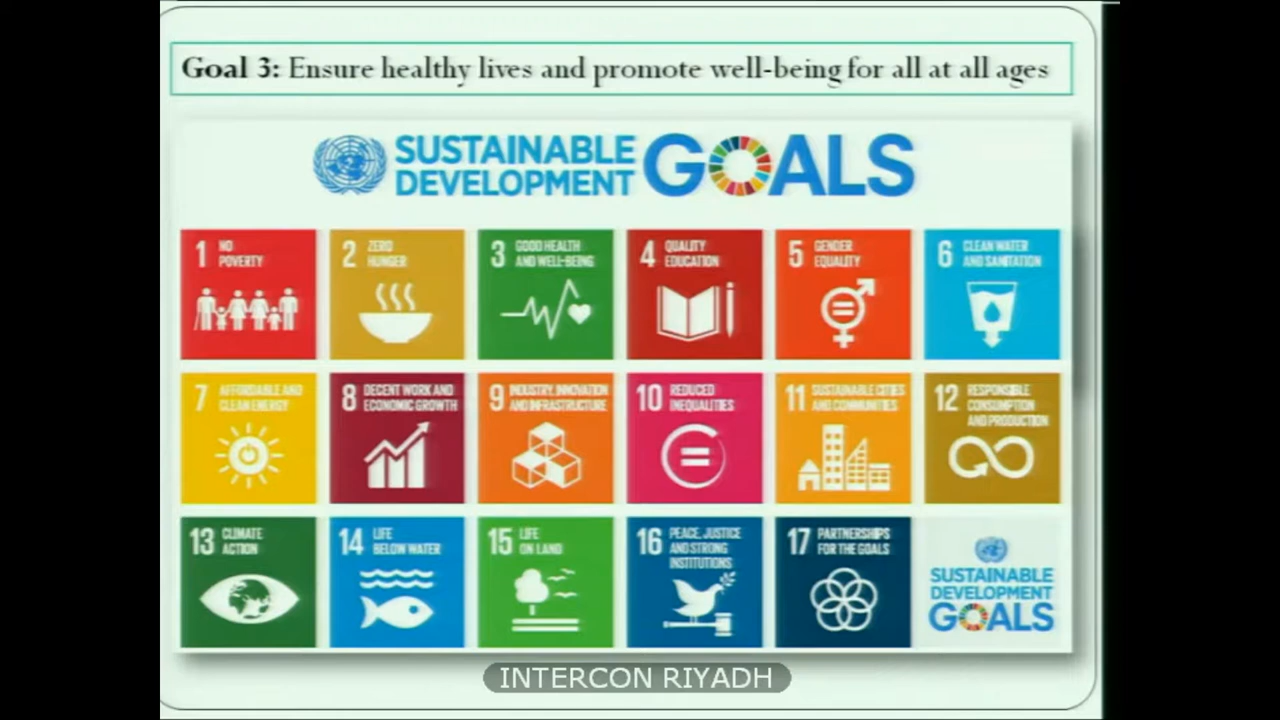 Goal 3: Ensure healthy lives and promote well-being for all at all ages
SUSTAINABLE
DEVELOPMENT
GOALS
1 NO
POVERTY
2 ZERO
HUNGER
3 GOOD HEALTH
AND WELL-BEING
4 QUALITY
EDUCATION
5 GENDER
EQUALITY
6 CLEAN WATER
AND SANITATION
7 AFFORDABLE AND
CLEAN ENERGY
8 DECENT WORK AND
ECONOMIC GROWTH
9 INDUSTRY, INNOVATION
AND INFRASTRUCTURE
10 REDUCED
INEQUALITIES
11 SUSTAINABLE CITIES
AND COMMUNITIES
12 RESPONSIBLE
CONSUMPTION
AND PRODUCTION
13 CLIMATE
ACTION
14 LIFE
BELOW WATER
15 LIFE
ON LAND
16 PEACE, JUSTICE
AND STRONG
INSTITUTIONS
17 PARTNERSHIPS
FOR THE GOALS
SUSTAINABLE
DEVELOPMENT
GOALS
INTERCON RIYADH